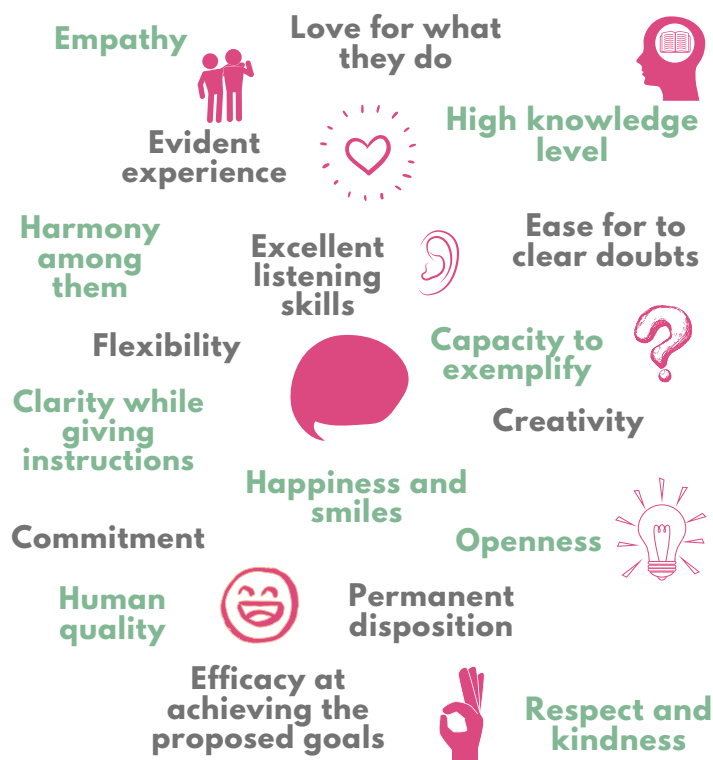 Empathy
Love for what
they do
High knowledge
level
Evident
experience
Harmony
among
them
Excellent
listening
skills
Ease for to
clear doubts
Flexibility
Capacity to
exemplify
Clarity while
giving
instructions
Creativity
Happiness and
smiles
Commitment
Openness
Human
quality
Permanent
disposition
Efficacy at
achieving the
proposed goals
Respect and
kindness